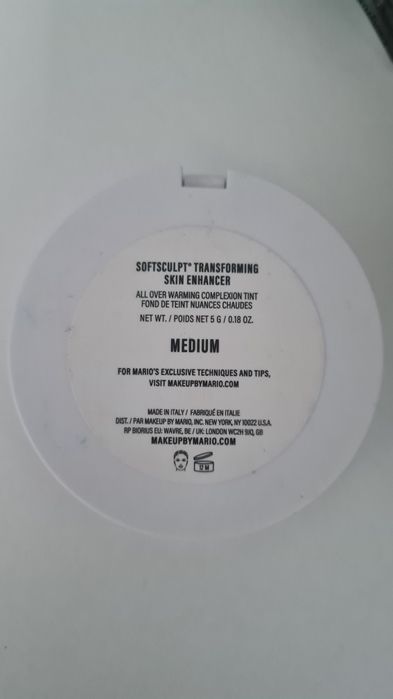 SOFTSCULPT® TRANSFORMING
SKIN ENHANCER
ALL OVER WARMING COMPLEXION TINT
FOND DE TEINT NUANCES CHAUDES
NET WT. / POIDS NET 5 G / 0.18 OZ.
MEDIUM
FOR MARIO'S EXCLUSIVE TECHNIQUES AND TIPS,
VISIT MAKEUPBYMARIO.COM
MADE IN ITALY / FABRIQUÉ EN ITALIE
DIST. / PAR MAKEUP BY MARIO, INC. NEW YORK, NY 10022 U.S.A.
RP BIORIUS EU: WAVRE, BE / UK: LONDON WC2H 9JQ, GB
MAKEUPBYMARIO.COM
12 M